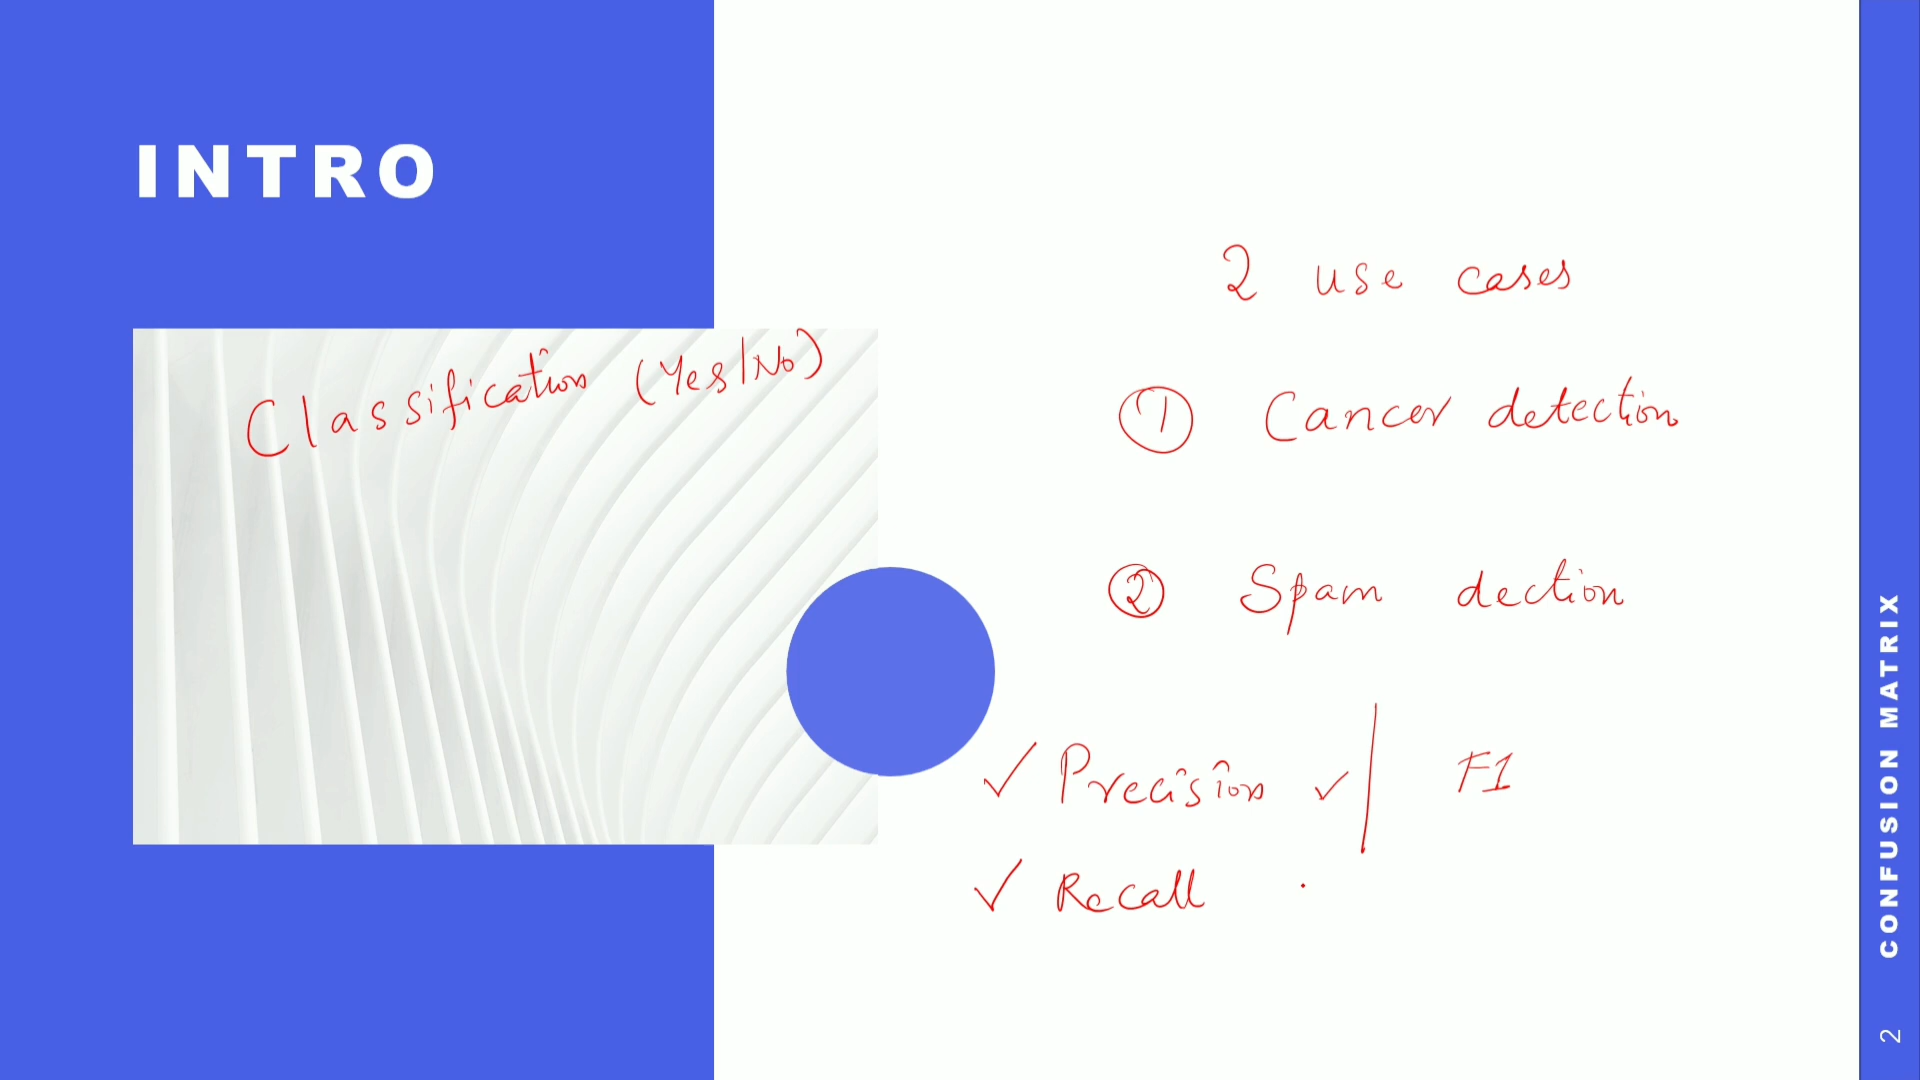 INTRO
Classification (Yes/No)
2 use cases
① Cancer detection
② Spam dection
✓ Precision ✓ | F1
✓ Recall
CONFUSION MATRIX
2